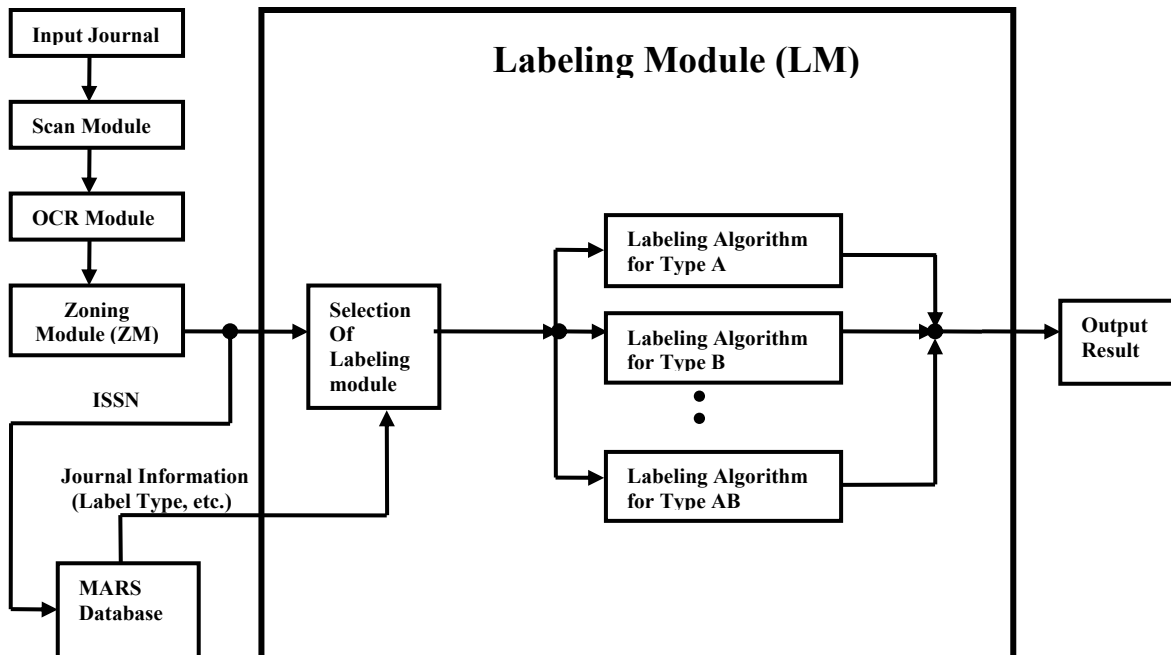 Input Journal
Scan Module
OCR Module
Zoning
Module (ZM)
ISSN
Journal Information
(Label Type, etc.)
MARS
Database
Labeling Module (LM)
Selection
Of
Labeling
module
Labeling Algorithm
for Type A
Labeling Algorithm
for Type B
Labeling Algorithm
for Type AB
Output
Result